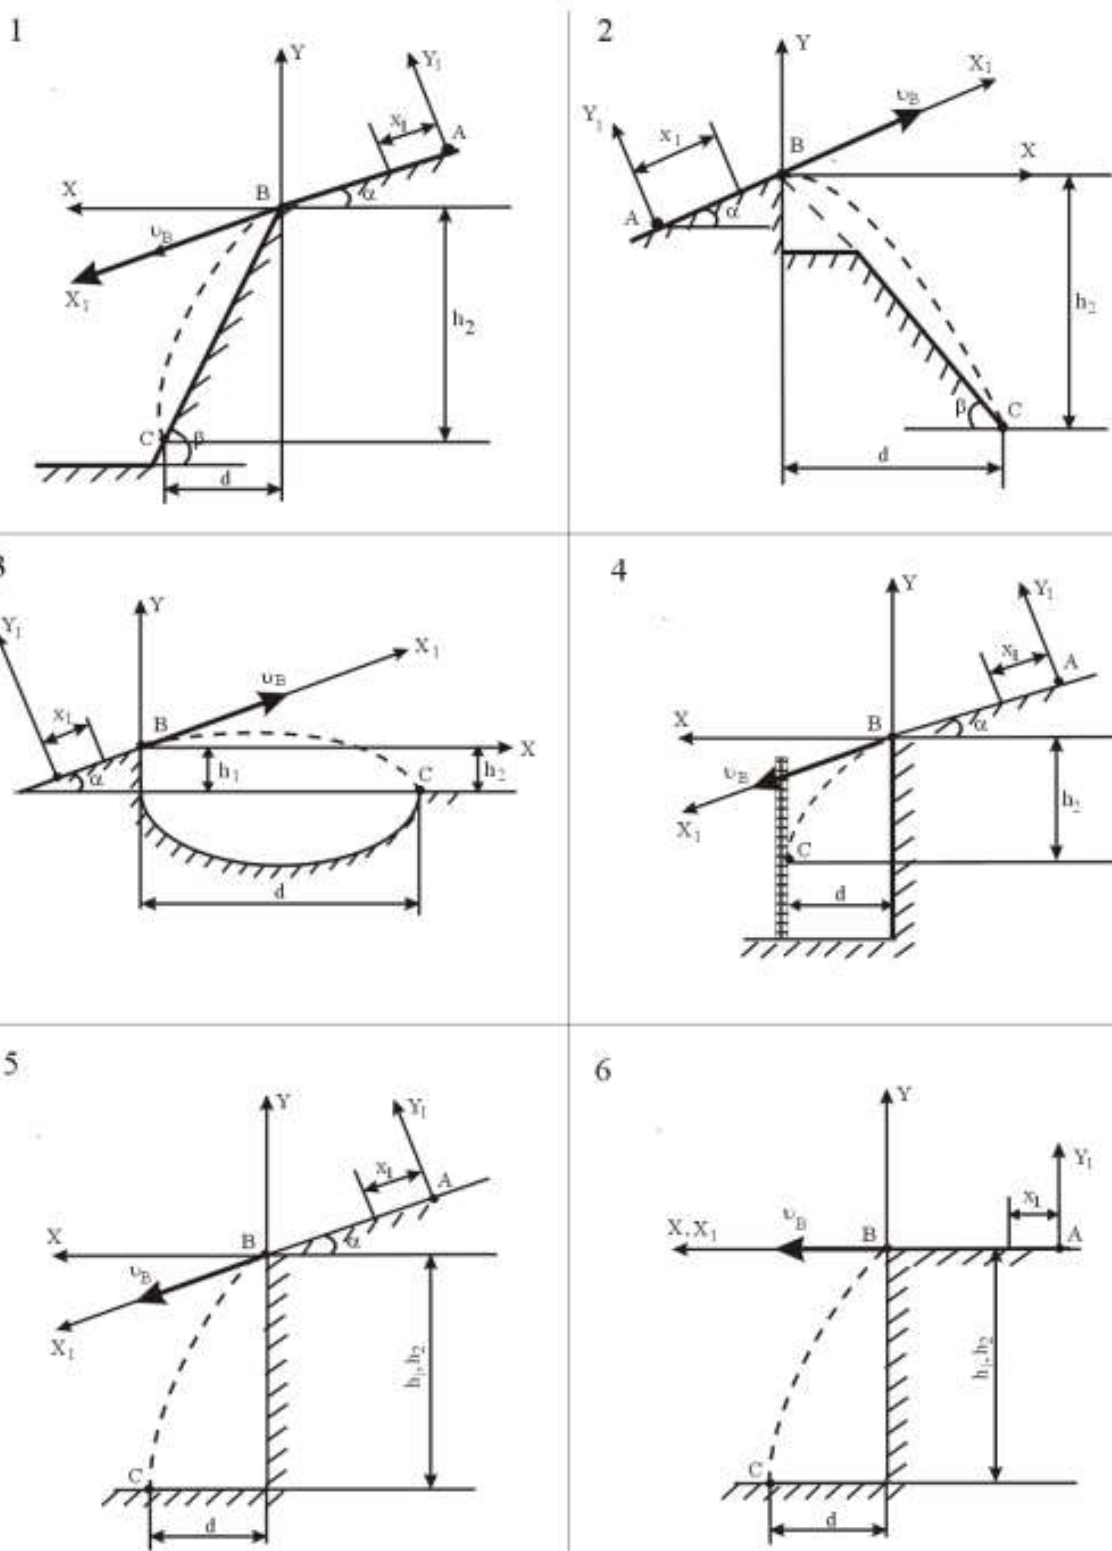 1
Y
Y₁
x₁
A
B
α
X
υB
X₁
h₂
C
β
d
2
Y
X₁
υB
Y₁
x₁
B
X
A
α
h₂
β
C
d
3
Y
Y₁
X₁
υB
x₁
B
X
α
h₁
h₂
C
d
4
Y
Y₁
x₁
A
X
B
α
υB
X₁
h₂
C
d
5
Y
Y₁
x₁
A
X
B
α
υB
X₁
h₁,h₂
C
d
6
Y
Y₁
X,X₁
υB
B
x₁
A
h₁,h₂
C
d